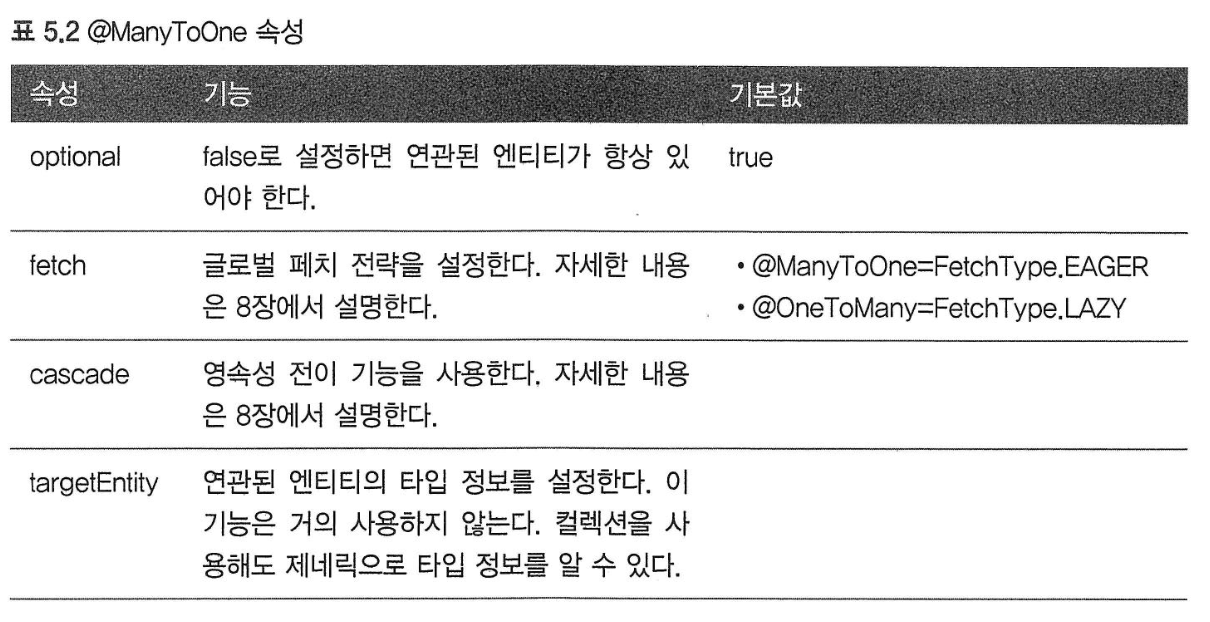 표 5.2 @ManyToOne 속성
속성 기능 기본값
optional false로 설정하면 연관된 엔티티가 항상 있 true
어야 한다.
fetch 글로벌 페치 전략을 설정한다. 자세한 내용 • @ManyToOne=FetchType.EAGER
은 8장에서 설명한다. • @OneToMany=FetchType.LAZY
cascade 영속성 전이 기능을 사용한다. 자세한 내용
은 8장에서 설명한다.
targetEntity 연관된 엔티티의 타입 정보를 설정한다. 이
기능은 거의 사용하지 않는다. 컬렉션을 사
용해도 제네릭으로 타입 정보를 알 수 있다.